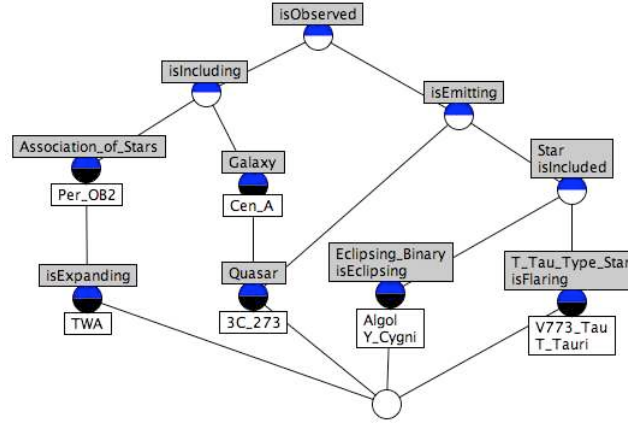 isObserved
isIncluding
isEmitting
Association_of_Stars
Galaxy
Star
isIncluded
Per_OB2
Cen_A
isExpanding
Quasar
Eclipsing_Binary
isEclipsing
T_Tau_Type_Star
isFlaring
TWA
3C_273
Algol
Y_Cygni
V773_Tau
T_Tauri